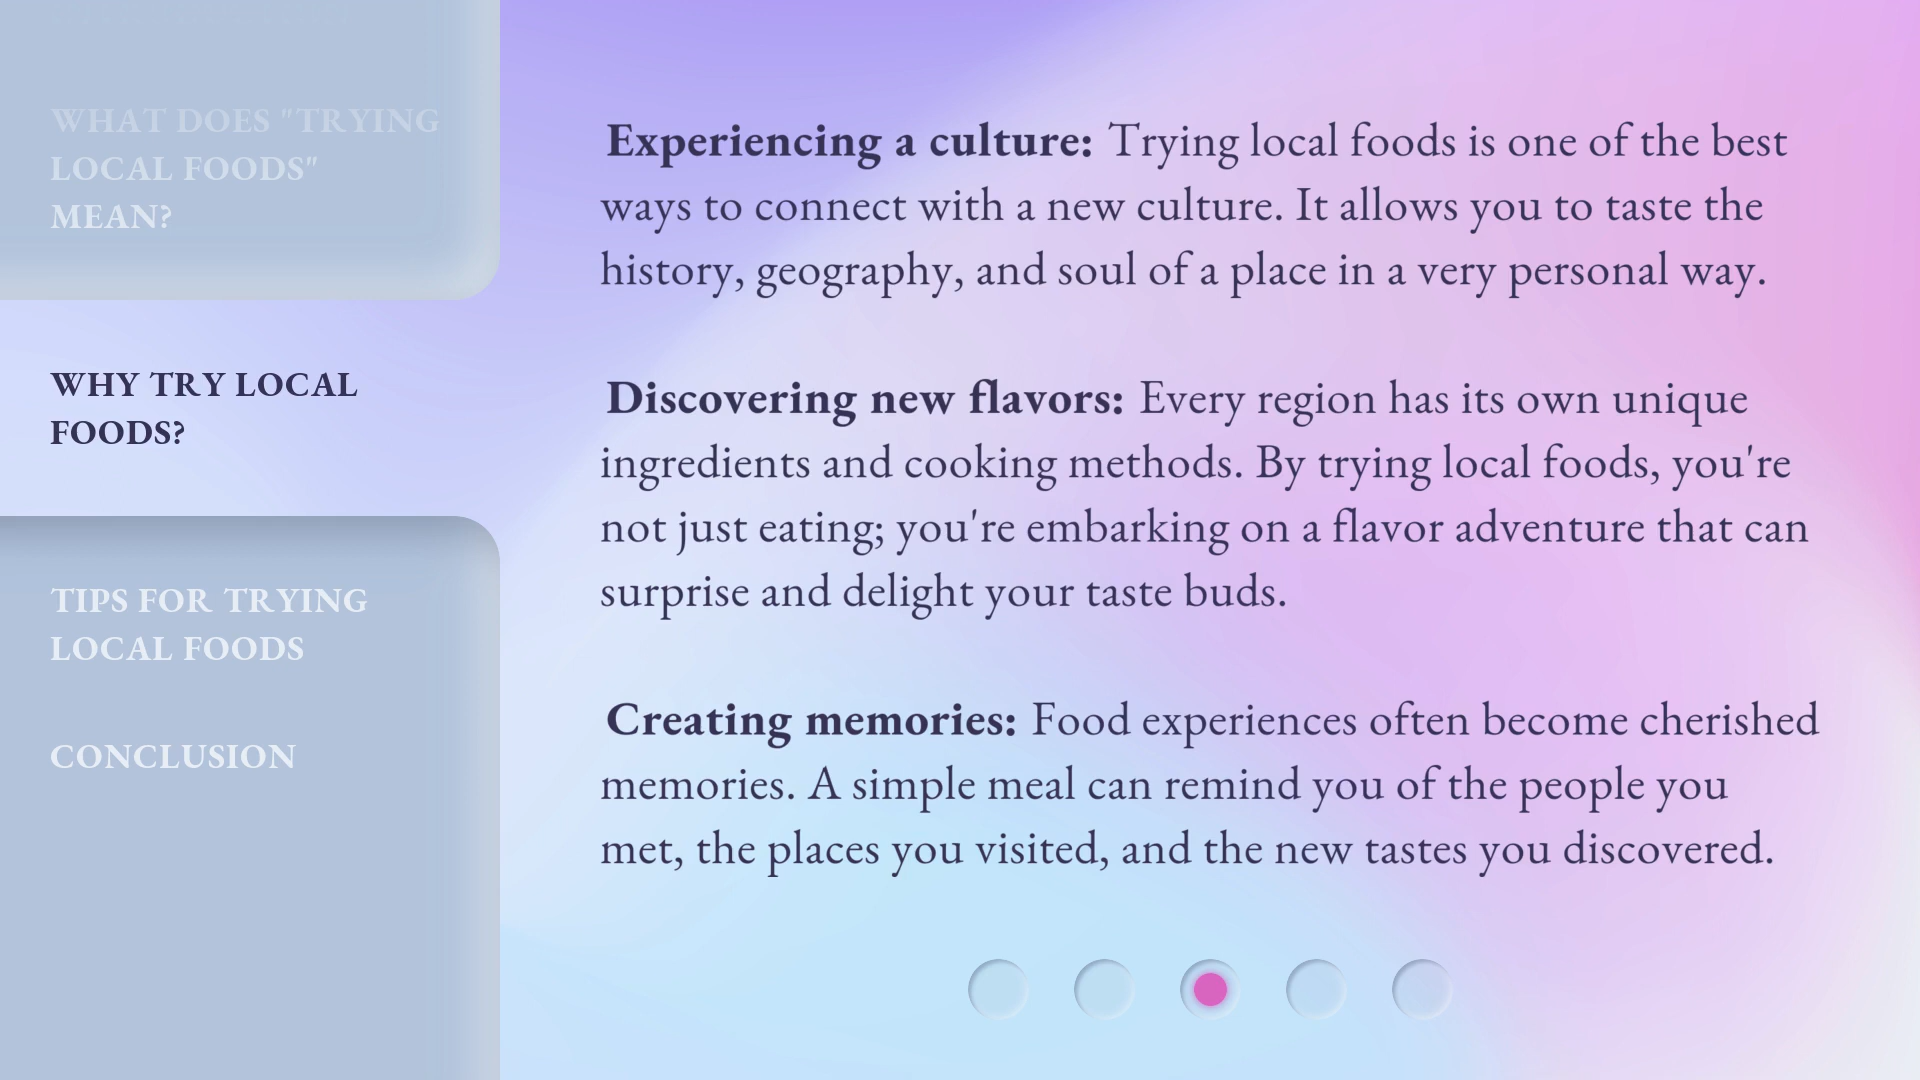 WHAT DOES "TRYING
LOCAL FOODS"
MEAN?
WHY TRY LOCAL
FOODS?
TIPS FOR TRYING
LOCAL FOODS
CONCLUSION
Experiencing a culture: Trying local foods is one of the best
ways to connect with a new culture. It allows you to taste the
history, geography, and soul of a place in a very personal way.
Discovering new flavors: Every region has its own unique
ingredients and cooking methods. By trying local foods, you're
not just eating; you're embarking on a flavor adventure that can
surprise and delight your taste buds.
Creating memories: Food experiences often become cherished
memories. A simple meal can remind you of the people you
met, the places you visited, and the new tastes you discovered.